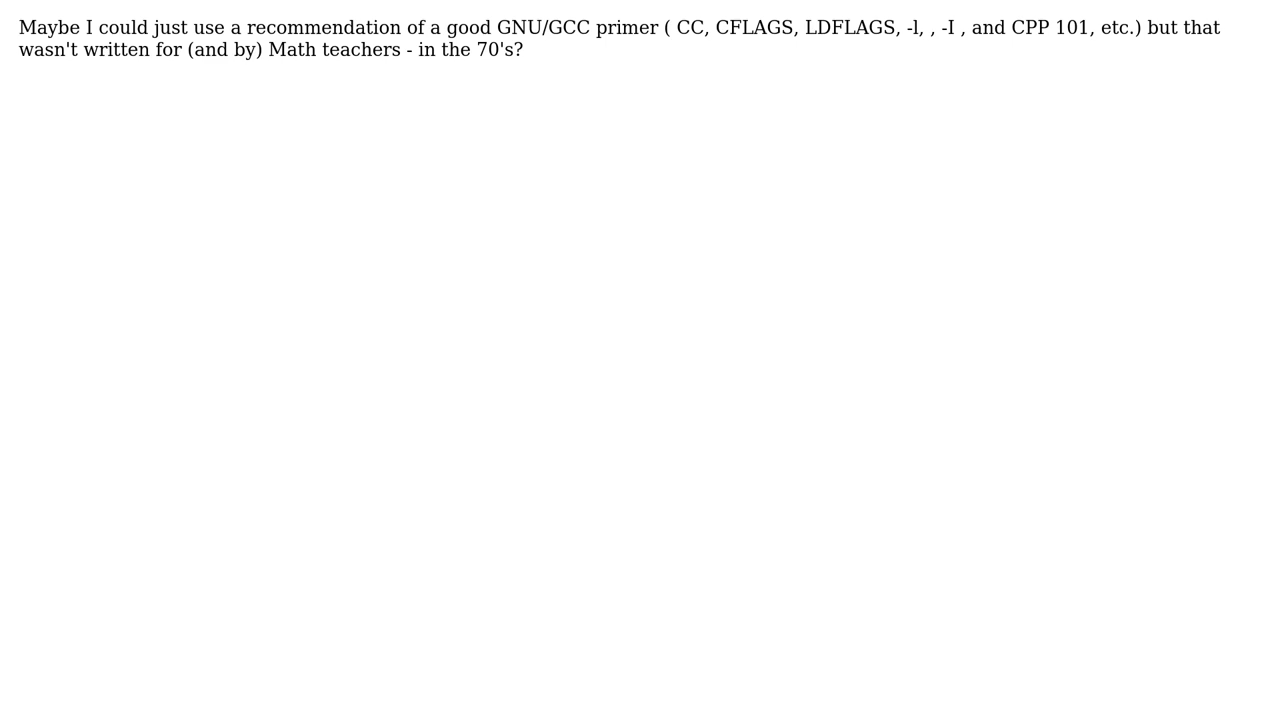 Maybe I could just use a recommendation of a good GNU/GCC primer ( CC, CFLAGS, LDFLAGS, -l, , -I , and CPP 101, etc.) but that
wasn't written for (and by) Math teachers - in the 70's?